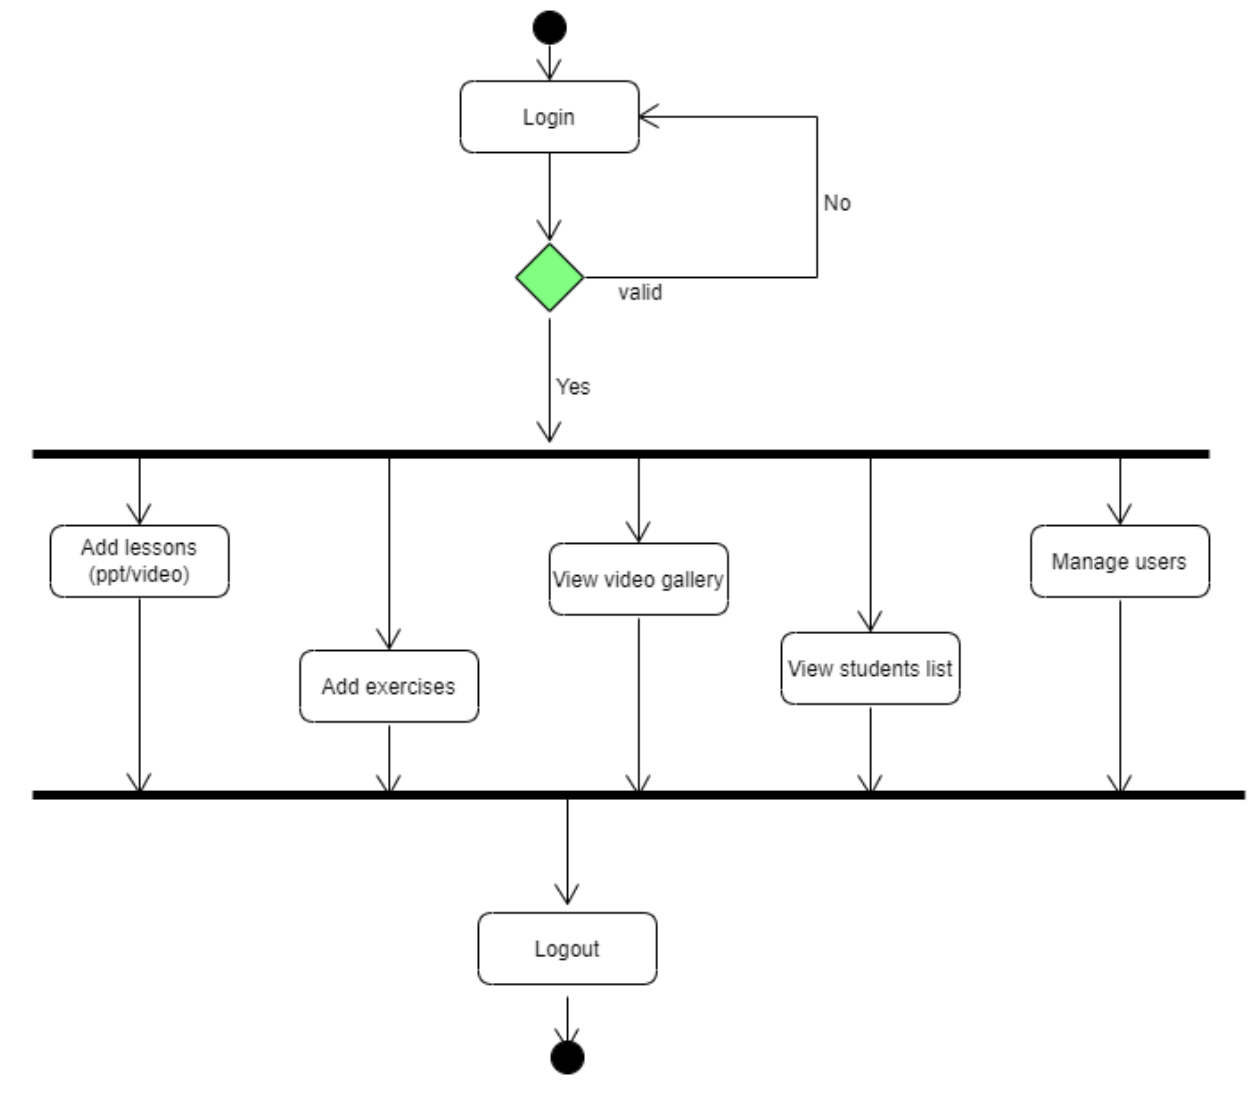 Login
No
valid
Yes
Add lessons
(ppt/video)
View video gallery
Manage users
Add exercises
View students list
Logout